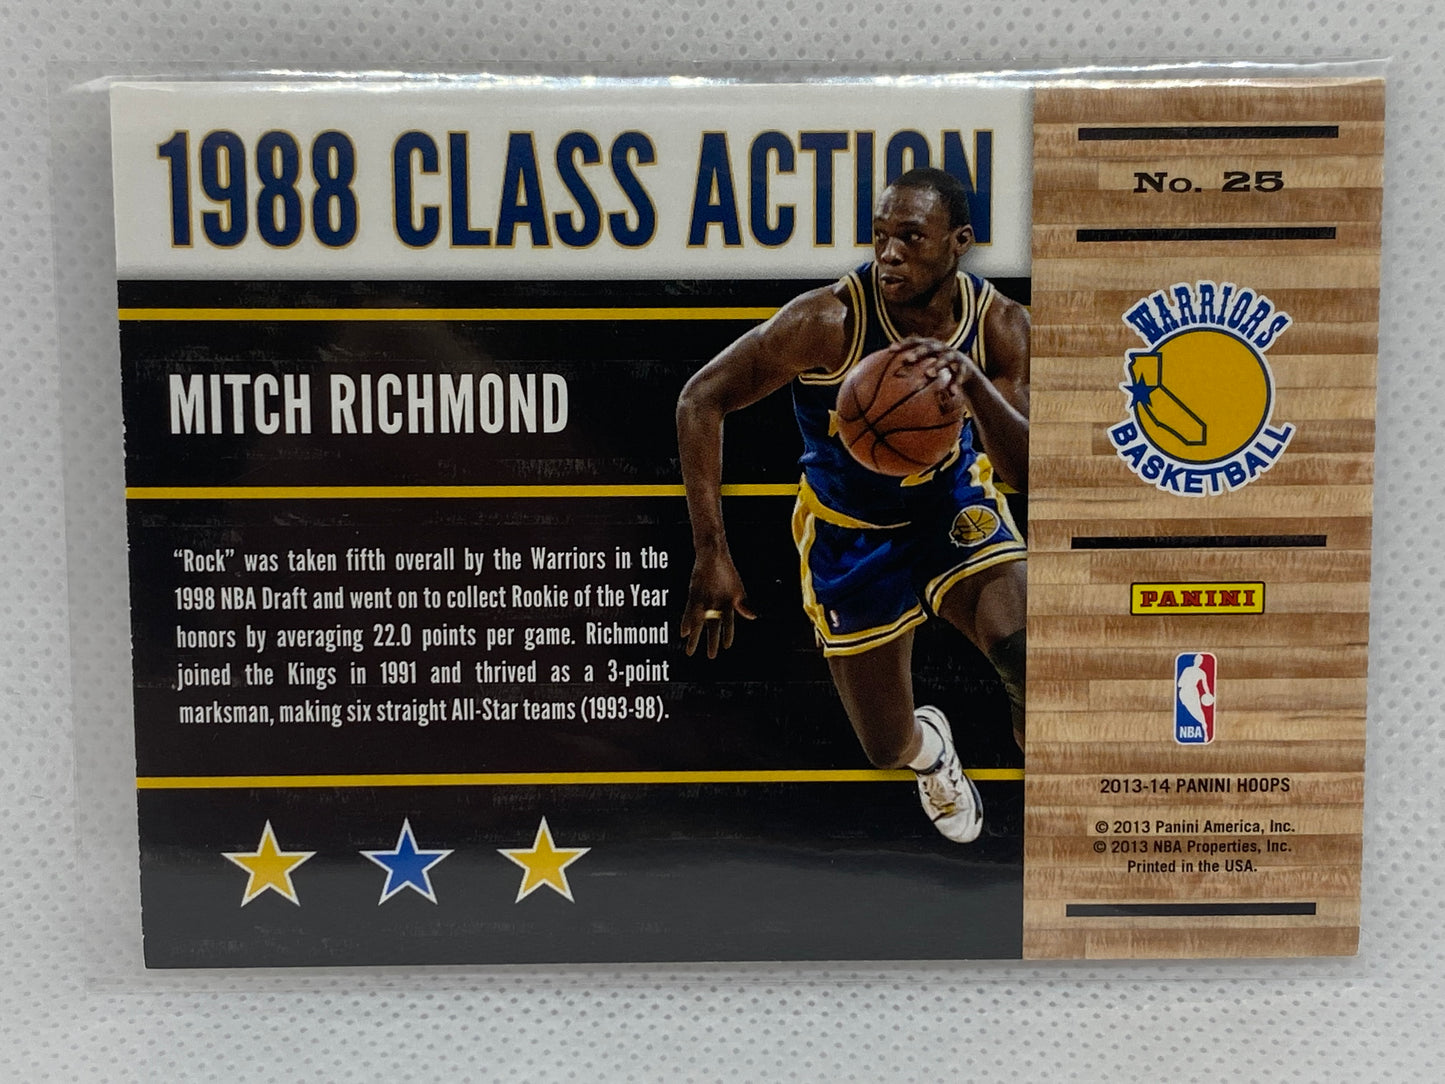 1988 CLASS ACTION
MITCH RICHMOND
“Rock” was taken fifth overall by the Warriors in the
1998 NBA Draft and went on to collect Rookie of the Year
honors by averaging 22.0 points per game. Richmond
joined the Kings in 1991 and thrived as a 3-point
marksman, making six straight All-Star teams (1993-98).
No. 25
WARRIORS
BASKETBALL
PANINI
NBA
2013-14 PANINI HOOPS
© 2013 Panini America, Inc.
© 2013 NBA Properties, Inc.
Printed in the USA.